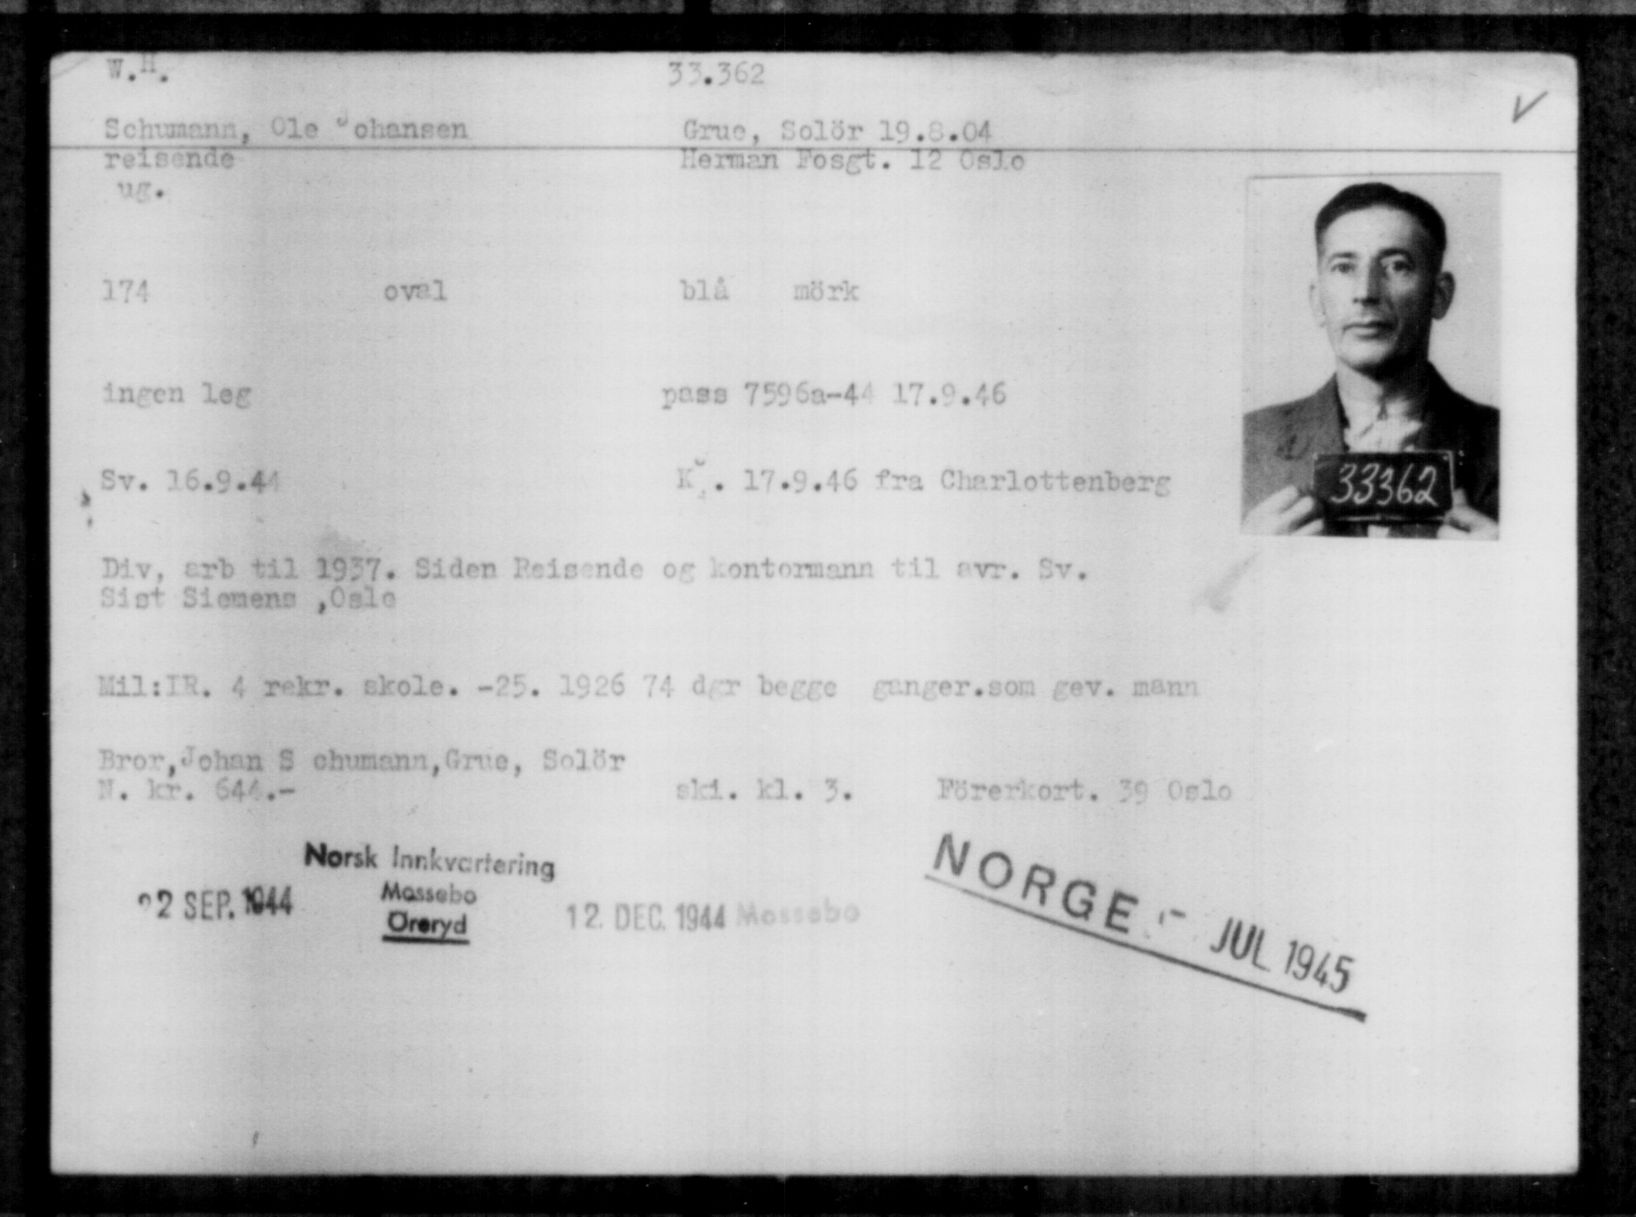 W.H. 33.362
Schumann, Ole Johansen Grue, Solör 19.8.04
reisende Herman Fosgt. 12 Oslo
ug.
174 oval blå mörk
ingen leg pass 7596a-44 17.9.46
Sv. 16.9.44 17.9.46 fra Charlottenberg
33362
Div, arb til 1937. Siden Reisende og kontormann til avr. Sv.
Sist Siemens ,Oslo
Mil:IR. 4 rekr. skole. -25. 1926 74 dgr begge ganger.som gev. mann
Bror,Johan S chumann,Grue, Solör
N. kr. 644.- ski. kl. 3. Förerkort. 39 Oslo
Norsk Innkvartering
Mossebo
Öreryd
22 SEP. 1944
12. DEC. 1944 Mossebo
NORGE JUL 1945